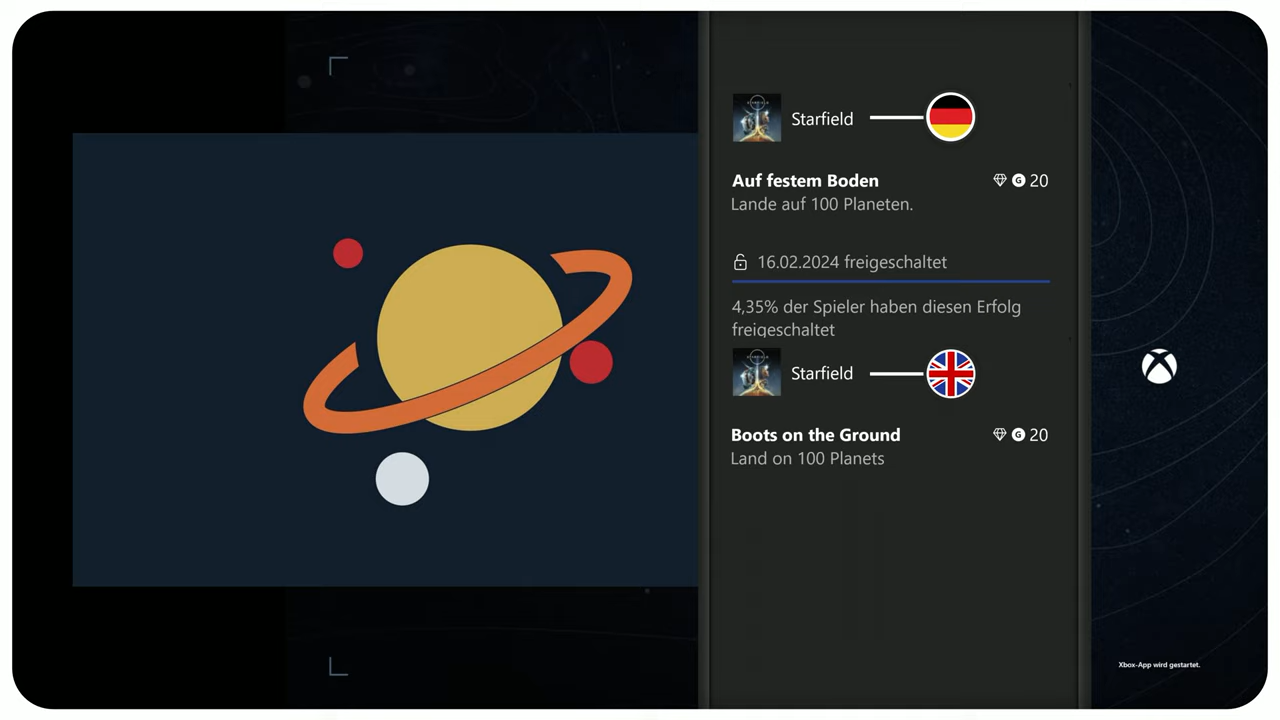 Starfield
Auf festem Boden
G 20
Lande auf 100 Planeten.
16.02.2024 freigeschaltet
4,35% der Spieler haben diesen Erfolg
freigeschaltet
Starfield
Boots on the Ground
G 20
Land on 100 Planets
Xbox-App wird gestartet.